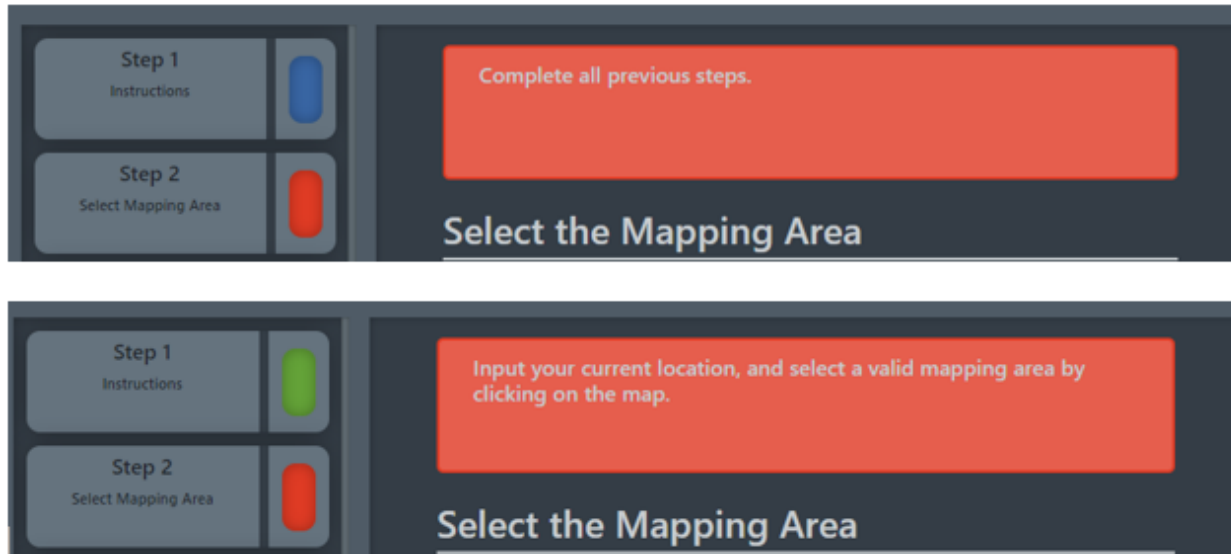 Step 1
Instructions
Step 2
Select Mapping Area
Complete all previous steps.
Select the Mapping Area
Step 1
Instructions
Step 2
Select Mapping Area
Input your current location, and select a valid mapping area by
clicking on the map.
Select the Mapping Area